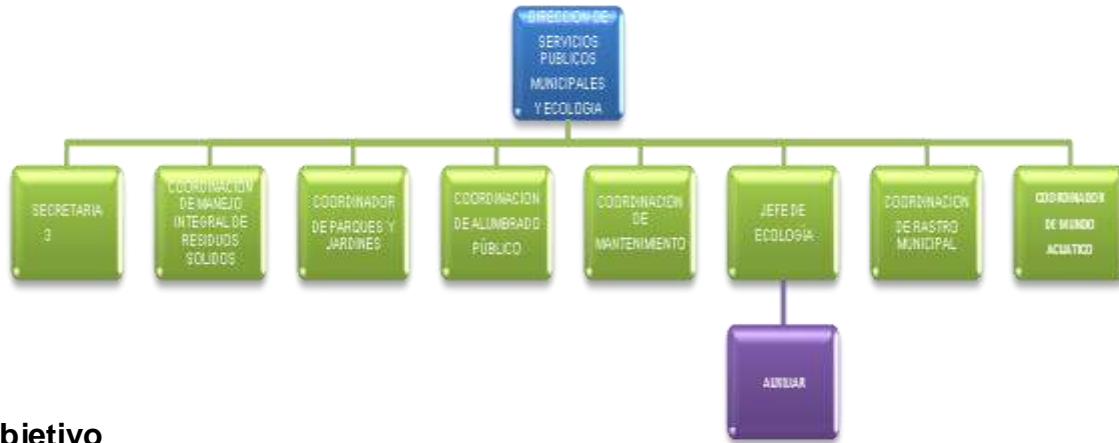 DIRECCION DE
SERVICIOS
PUBLICOS
MUNICIPALES
Y ECOLOGIA
SECRETARIA
3
COORDINACION
DE MANEJO
INTEGRAL DE
RESIDUOS
SOLIDOS
COORDINADOR
DE PARQUES Y
JARDINES
COORDINACION
DE ALUMBRADO
PÚBLICO
COORDINACION
DE
MANTENIMIENTO
JEFE DE
ECOLOGÍA
COORDINACION
DE RASTRO
MUNICIPAL
COORDINADOR
DE MUNDO
ACUATICO
AUXILIAR
bjetivo